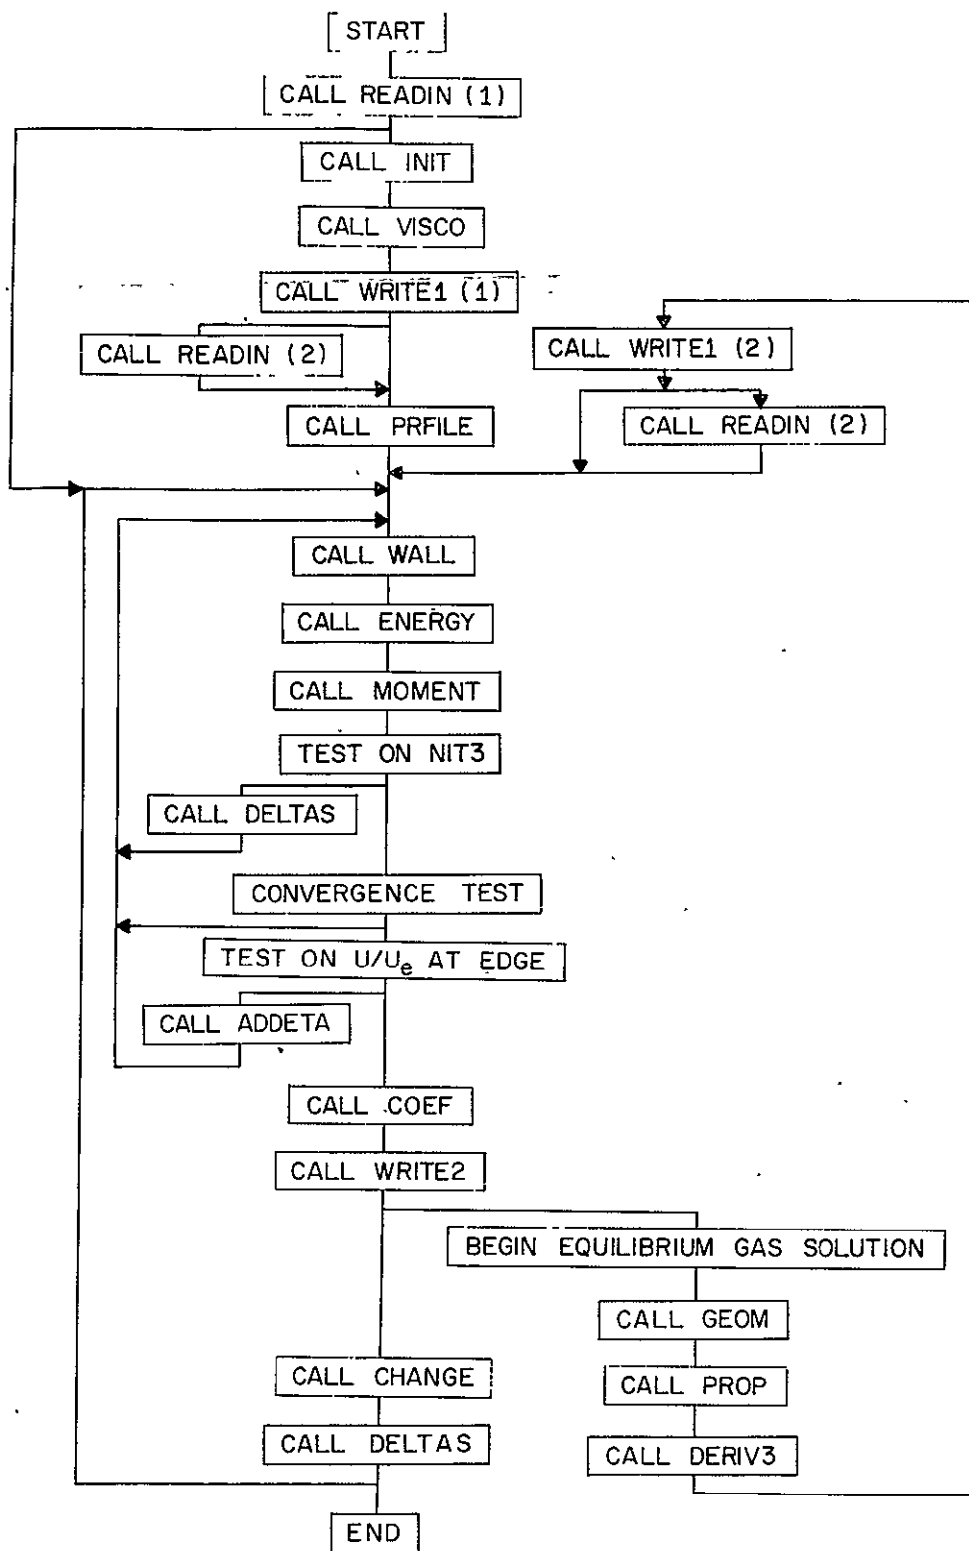 START
CALL READIN (1)
CALL INIT
CALL VISCO
CALL WRITE1 (1)
CALL READIN (2)
CALL WRITE1 (2)
CALL PRFILE
CALL READIN (2)
CALL WALL
CALL ENERGY
CALL MOMENT
TEST ON NIT3
CALL DELTAS
CONVERGENCE TEST
TEST ON U/Ue AT EDGE
CALL ADDETA
CALL COEF
CALL WRITE2
BEGIN EQUILIBRIUM GAS SOLUTION
CALL GEOM
CALL CHANGE
CALL PROP
CALL DELTAS
CALL DERIV3
END